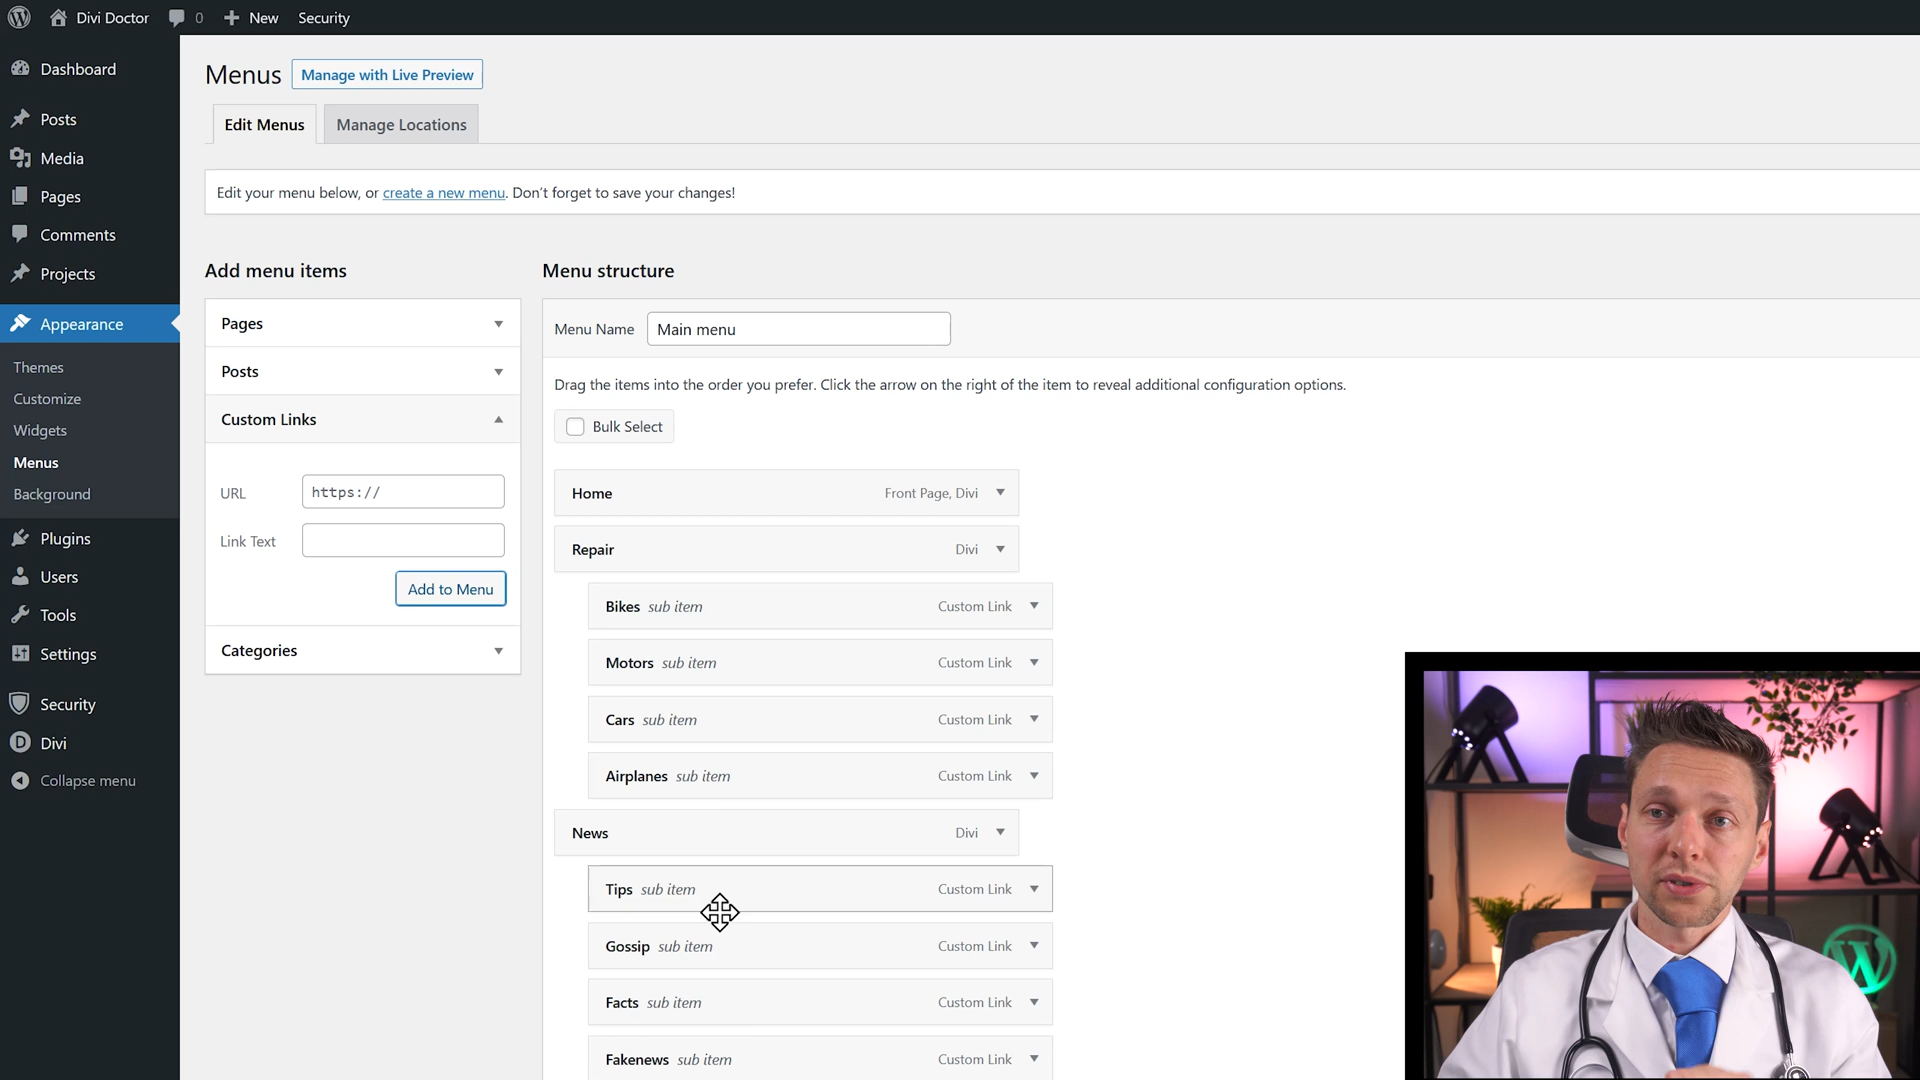 Divi Doctor 0 New Security
Dashboard
Posts
Media
Pages
Comments
Projects
Appearance
Themes
Customize
Widgets
Menus
Background
Plugins
Users
Tools
Settings
Security
Divi
Collapse menu
Menus Manage with Live Preview
Edit Menus Manage Locations
Edit your menu below, or create a new menu. Don't forget to save your changes!
Add menu items
Pages
Posts
Custom Links
URL https://
Link Text
Add to Menu
Categories
Menu structure
Menu Name Main menu
Drag the items into the order you prefer. Click the arrow on the right of the item to reveal additional configuration options.
Bulk Select
Home Front Page, Divi
Repair Divi
Bikes sub item Custom Link
Motors sub item Custom Link
Cars sub item Custom Link
Airplanes sub item Custom Link
News Divi
Tips sub item Custom Link
Gossip sub item Custom Link
Facts sub item Custom Link
Fakenews sub item Custom Link